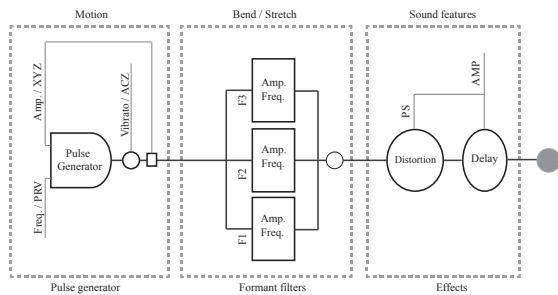 Motion
Bend / Stretch
Sound features
Amp. / XYZ
Vibrato / ACZ
Freq. / PRV
Pulse
Generator
F3
Amp.
Freq.
F2
Amp.
Freq.
F1
Amp.
Freq.
PS
AMP
Distortion
Delay
Pulse generator
Formant filters
Effects